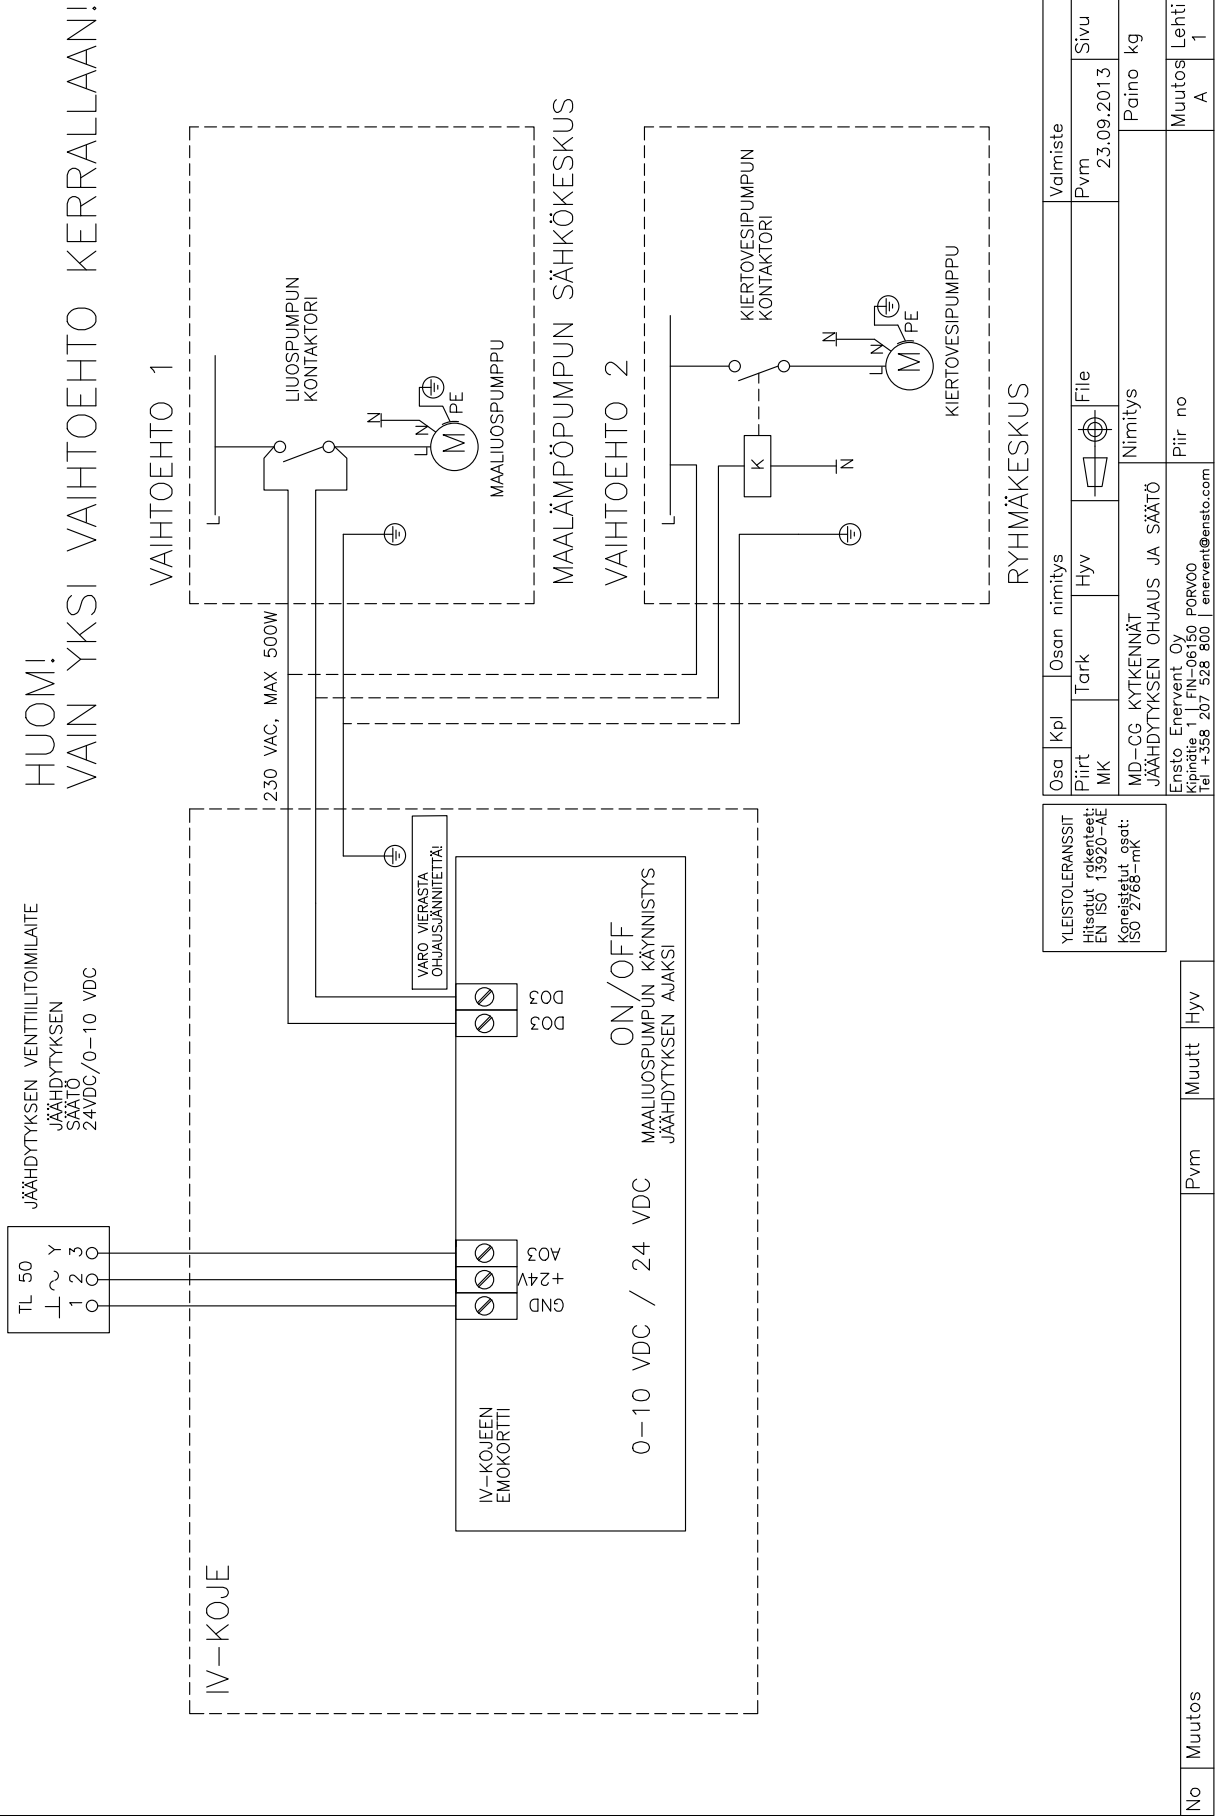 HUOM!
VAIN YKSI VAIHTOEHTO KERRALLAAN!
JÄÄHDYTYKSEN VENTTIILITOIMILAITE
JÄÄHDYTYKSEN
SÄÄTÖ
24VDC/0-10 VDC
TL 50
Y
1 2 3
IV-KOJE
IV-KOJEEN
EMOKORTTI
GND
+24V
AO3
DO3
DO3
0-10 VDC / 24 VDC
ON/OFF
MAALIUOSPUMPUN KÄYNNISTYS
JÄÄHDYTYKSEN AJAKSI
VARO VIERASTA
OHJAUSJÄNNITETTÄ!
230 VAC, MAX 500W
VAIHTOEHTO 1
L
LIUOSPUMPUN
KONTAKTORI
N
L N
PE
M
MAALIUOSPUMPPU
MAALÄMPÖPUMPUN SÄHKÖKESKUS
VAIHTOEHTO 2
L
KIERTOVESIPUMPUN
KONTAKTORI
K
N
N
L N
PE
M
KIERTOVESIPUMPPU
RYHMÄKESKUS
YLEISTOLERANSSIT
Hitsatut rakenteet:
EN ISO 13920-AE
Koneistetut osat:
ISO 2768-mK
Osa Kpl Osan nimitys Valmiste
Piirt Tark Hyv File Pvm Sivu
MK 23.09.2013
MD-CG KYTKENNÄT
JÄÄHDYTYKSEN OHJAUS JA SÄÄTÖ
Nimitys
Paino kg
Ensto Enervent Oy
Kipinätie 1 | FIN-06150 PORVOO
Tel +358 207 528 800 | enervent@ensto.com
Piir no
Muutos Lehti
A 1
No Muutos Pvm Muutt Hyv